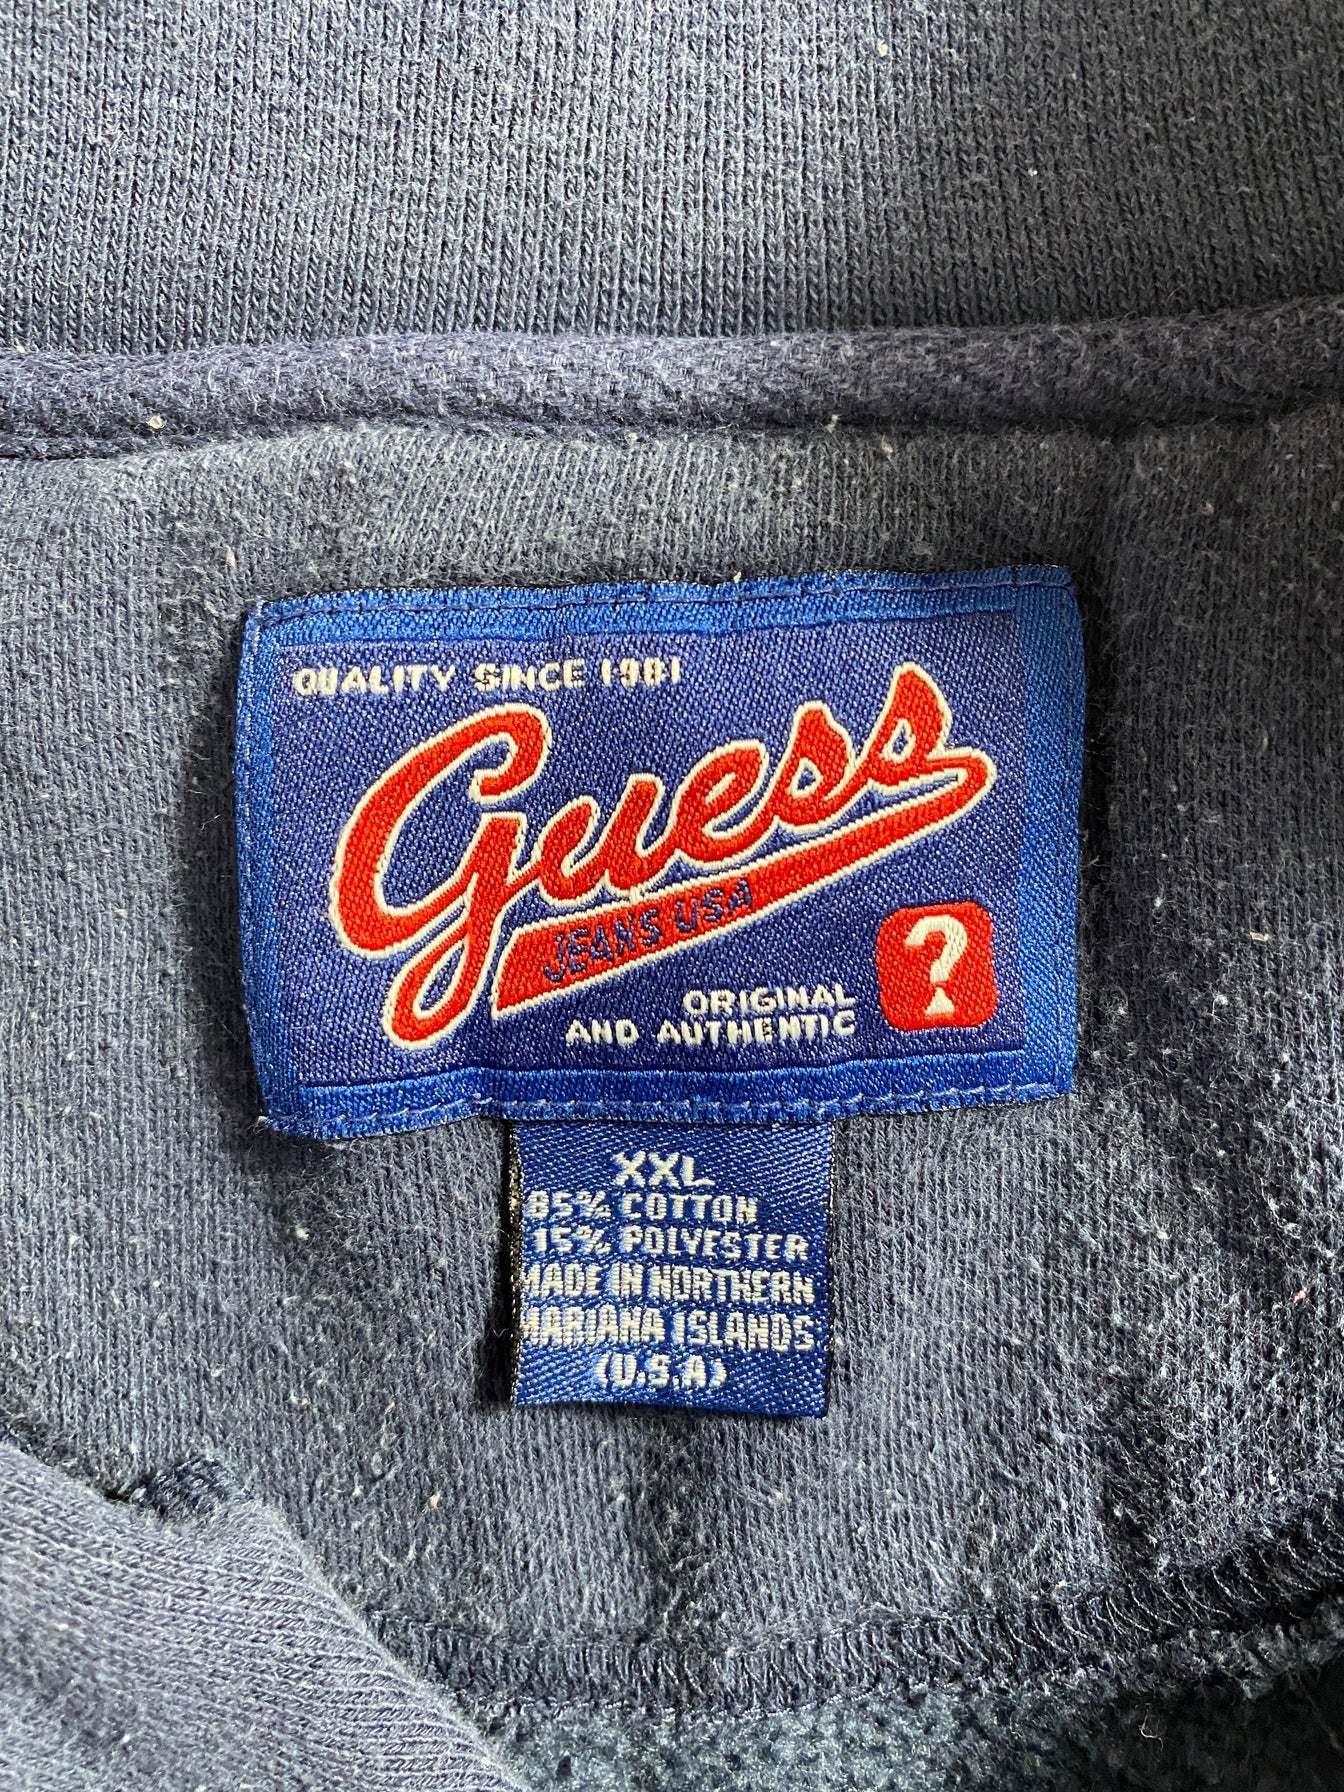 QUALITY SINCE 1981
Guess
JEANS USA
ORIGINAL
AND AUTHENTIC
?
XXL
85% COTTON
15% POLYESTER
MADE IN NORTHERN
MARIANA ISLANDS
(U.S.A)